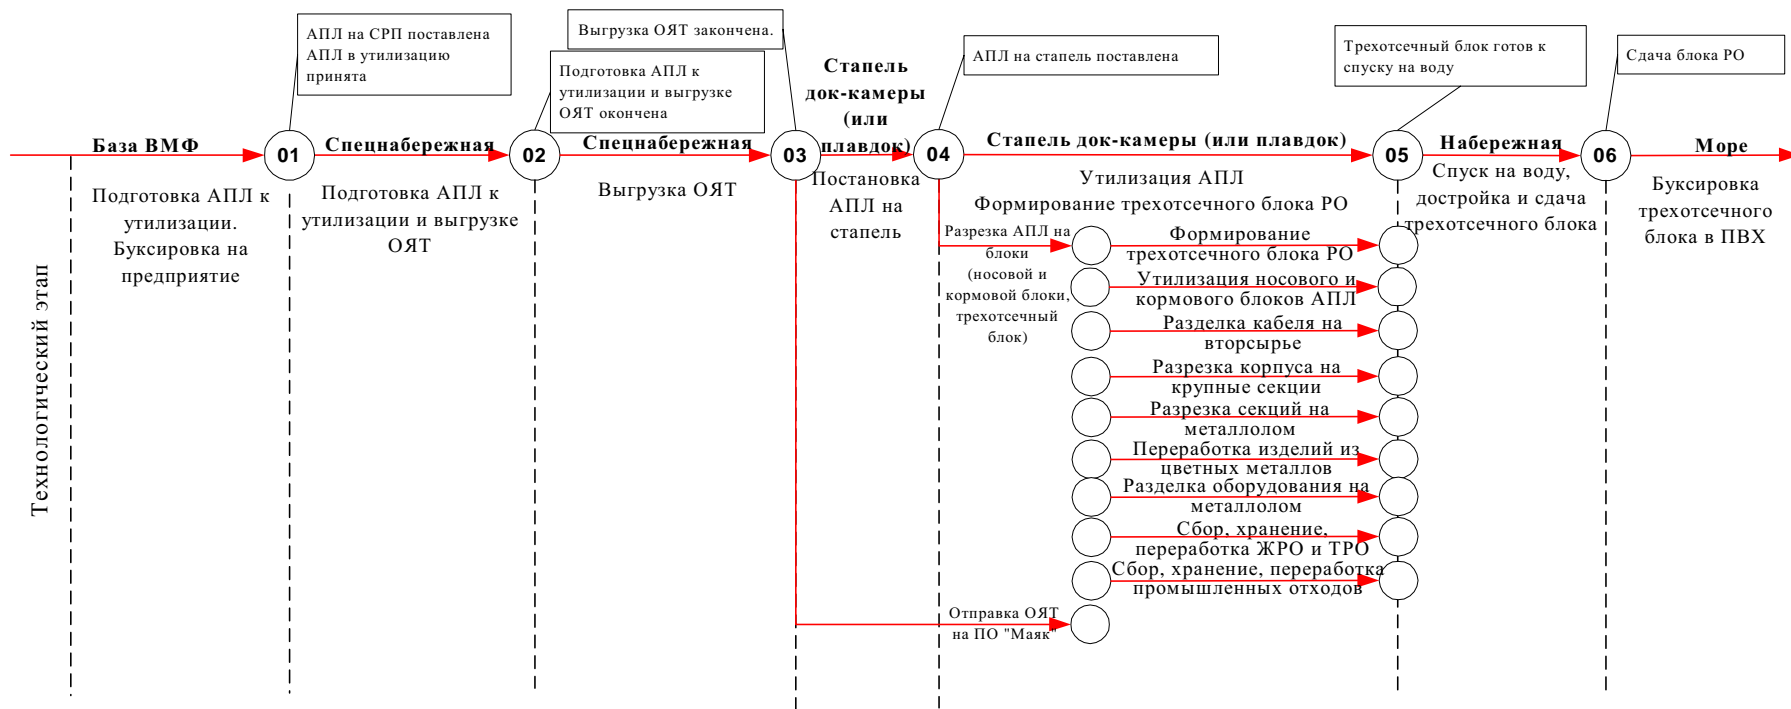 АПЛ на СРП поставлена
АПЛ в утилизацию
принята
Выгрузка ОЯТ закончена.
Подготовка АПЛ к
утилизации и выгрузке
ОЯТ окончена
АПЛ на стапель поставлена
Трехотсечный блок готов к
спуску на воду
Сдача блока РО
База ВМФ
01
Спецнабережная
02
Спецнабережная
03
Стапель
док-камеры
(или
плавдок)
04
Стапель док-камеры (или плавдок)
05
Набережная
06
Море
Технологический этап
Подготовка АПЛ к
утилизации.
Буксировка на
предприятие
Подготовка АПЛ к
утилизации и выгрузке
ОЯТ
Выгрузка ОЯТ
Постановка
АПЛ на
стапель
Утилизация АПЛ
Формирование трехотсечного блока РО
Спуск на воду,
достройка и сдача
трехотсечного блока
Буксировка
трехотсечного
блока в ПВХ
Разрезка АПЛ на
блоки
(носовой и
кормовой блоки,
трехотсечный
блок)
Формирование
трехотсечного блока РО
Утилизация носового и
кормового блоков АПЛ
Разделка кабеля на
вторсырье
Разрезка корпуса на
крупные секции
Разрезка секций на
металлолом
Переработка изделий из
цветных металлов
Разделка оборудования на
металлолом
Сбор, хранение,
переработка ЖРО и ТРО
Сбор, хранение, переработка
промышленных отходов
Отправка ОЯТ
на ПО "Маяк"